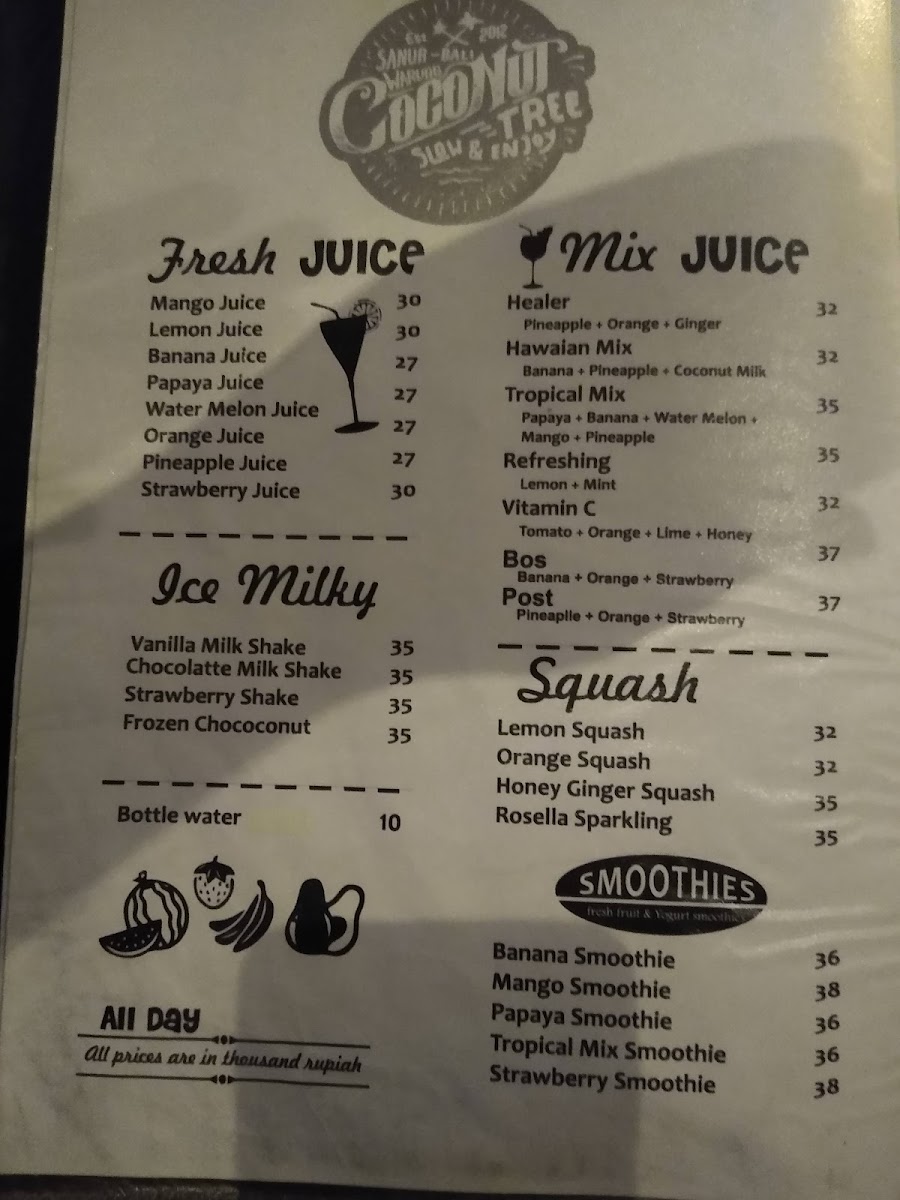 Est 2012
SANUR - BALI
WARUNG
COCONUT
TREE
SLOW & ENJOY
Fresh JUICE
Mango Juice 30
Lemon Juice 30
Banana Juice 27
Papaya Juice 27
Water Melon Juice 27
Orange Juice
Pineapple Juice 27
Strawberry Juice 30
Ice Milky
Vanilla Milk Shake 35
Chocolatte Milk Shake 35
Strawberry Shake 35
Frozen Chococonut 35
Bottle water 10
All Day
All prices are in thousand rupiah
Mix JUICE
Healer 32
Pineapple + Orange + Ginger
Hawaian Mix 32
Banana + Pineapple + Coconut Milk
Tropical Mix 35
Papaya + Banana + Water Melon +
Mango + Pineapple
Refreshing 35
Lemon + Mint
Vitamin C 32
Tomato + Orange + Lime + Honey
Bos 37
Banana + Orange + Strawberry
Post 37
Pineaplle + Orange + Strawberry
Squash
Lemon Squash 32
Orange Squash 32
Honey Ginger Squash 35
Rosella Sparkling 35
SMOOTHIES
fresh fruit & Yogurt smoothies
Banana Smoothie 36
Mango Smoothie 38
Papaya Smoothie 36
Tropical Mix Smoothie 36
Strawberry Smoothie 38